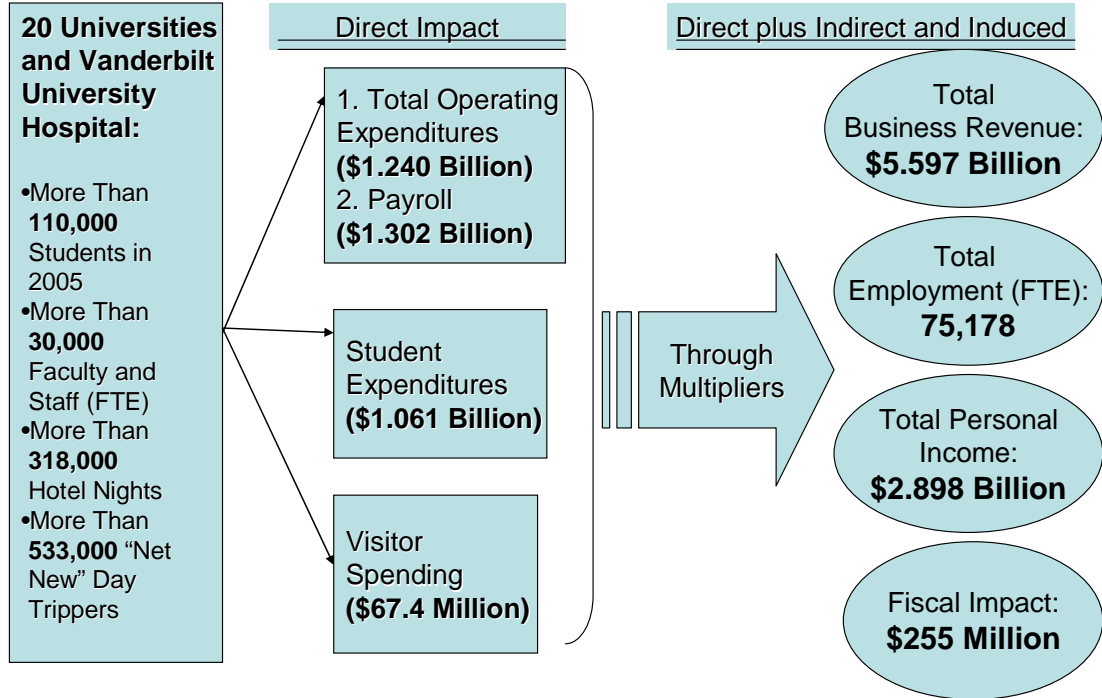 20 Universities
and Vanderbilt
University
Hospital:
•More Than
110,000
Students in
2005
•More Than
30,000
Faculty and
Staff (FTE)
•More Than
318,000
Hotel Nights
•More Than
533,000 “Net
New” Day
Trippers
Direct Impact
1. Total Operating
Expenditures
($1.240 Billion)
2. Payroll
($1.302 Billion)
Student
Expenditures
($1.061 Billion)
Visitor
Spending
($67.4 Million)
Through
Multipliers
Direct plus Indirect and Induced
Total
Business Revenue:
$5.597 Billion
Total
Employment (FTE):
75,178
Total Personal
Income:
$2.898 Billion
Fiscal Impact:
$255 Million